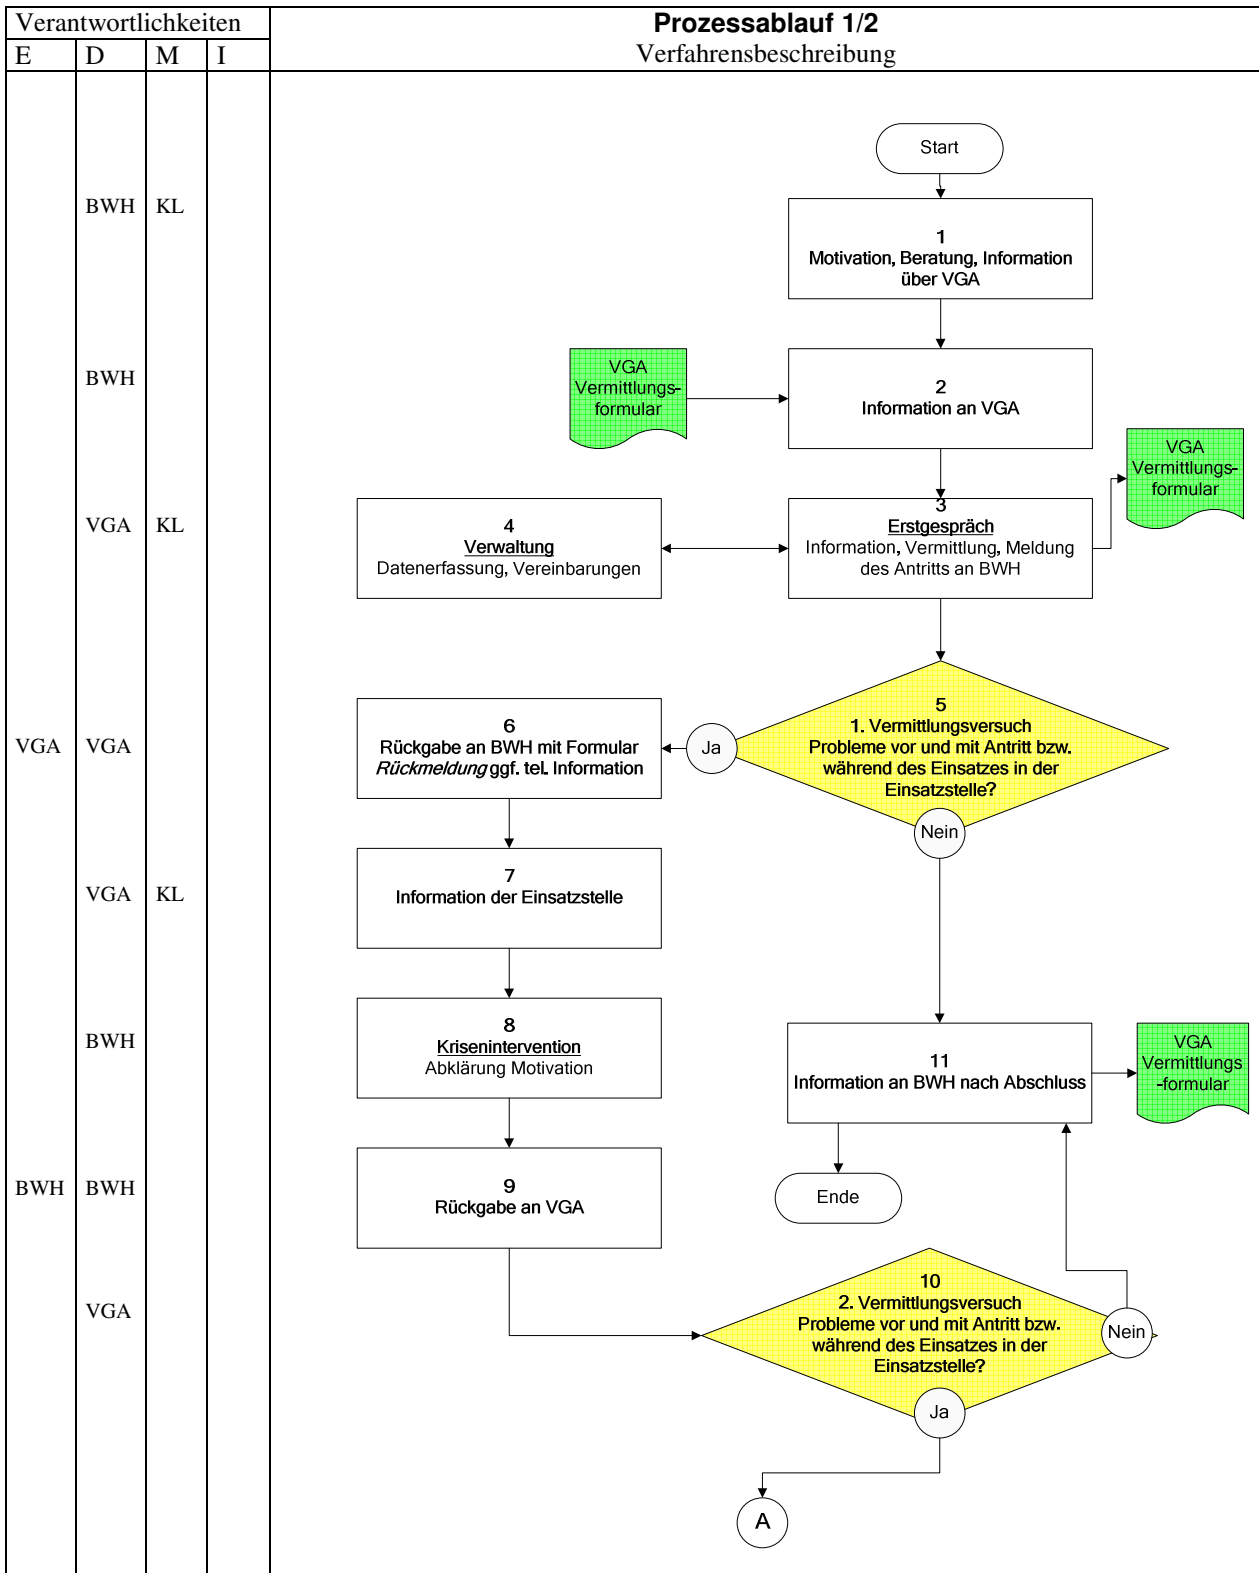 Verantwortlichkeiten
Prozessablauf 1/2
E D M I
Verfahrensbeschreibung
Start
BWH KL
1
Motivation, Beratung, Information
über VGA
BWH
VGA
Vermittlungs-
formular
2
Information an VGA
VGA
Vermittlungs-
formular
VGA KL
4
Verwaltung
Datenerfassung, Vereinbarungen
3
Erstgespräch
Information, Vermittlung, Meldung
des Antritts an BWH
VGA VGA
6
Rückgabe an BWH mit Formular
Rückmeldung ggf. tel. Information
Ja
5
1. Vermittlungsversuch
Probleme vor und mit Antritt bzw.
während des Einsatzes in der
Einsatzstelle?
Nein
VGA KL
7
Information der Einsatzstelle
BWH
8
Krisenintervention
Abklärung Motivation
11
Information an BWH nach Abschluss
VGA
Vermittlungs
-formular
BWH BWH
9
Rückgabe an VGA
Ende
VGA
10
2. Vermittlungsversuch
Probleme vor und mit Antritt bzw.
während des Einsatzes in der
Einsatzstelle?
Nein
Ja
A